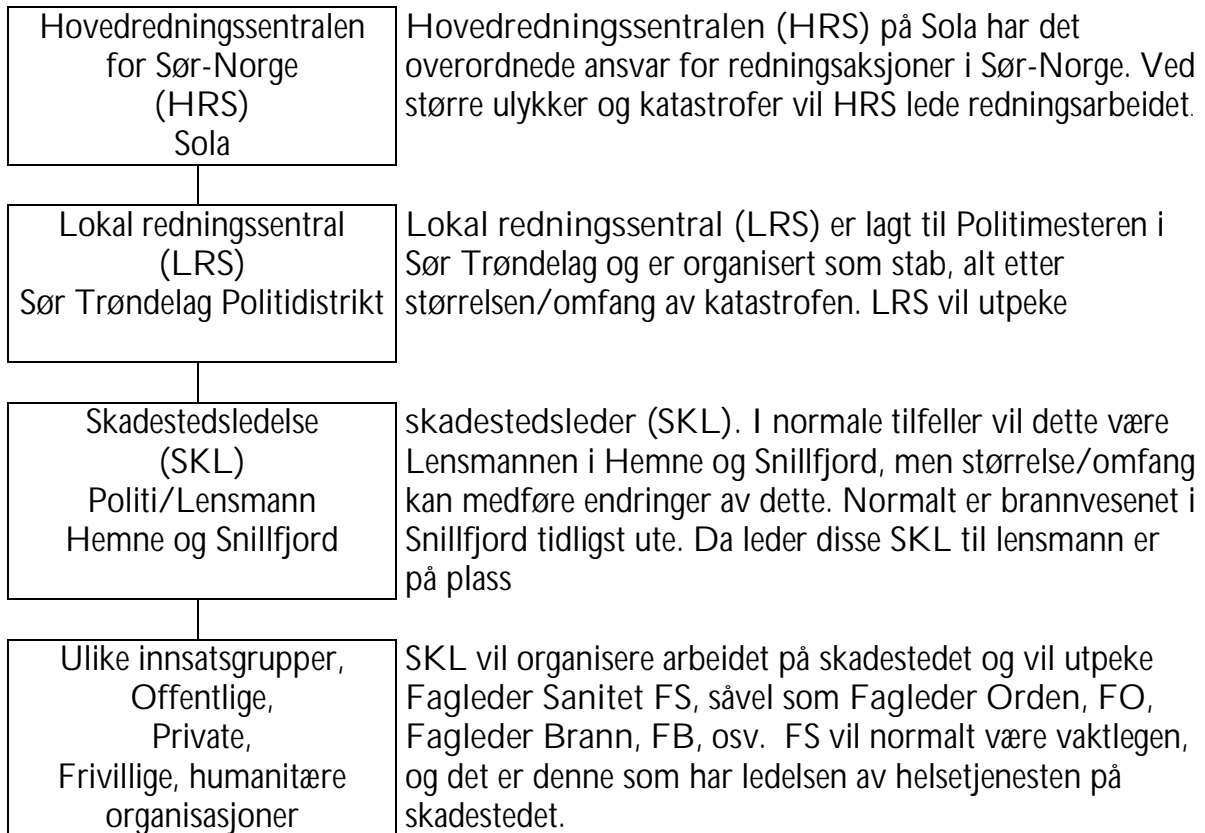 Hovedredningssentralen
for Sør-Norge
(HRS)
Sola
Hovedredningssentralen (HRS) på Sola har det
overordnede ansvar for redningsaksjoner i Sør-Norge. Ved
større ulykker og katastrofer vil HRS lede redningsarbeidet.
Lokal redningssentral
(LRS)
Sør Trøndelag Politidistrikt
Lokal redningssentral (LRS) er lagt til Politimesteren i
Sør Trøndelag og er organisert som stab, alt etter
størrelsen/omfang av katastrofen. LRS vil utpeke
Skadestedsledelse
(SKL)
Politi/Lensmann
Hemne og Snillfjord
skadestedsleder (SKL). I normale tilfeller vil dette være
Lensmannen i Hemne og Snillfjord, men størrelse/omfang
kan medføre endringer av dette. Normalt er brannvesenet i
Snillfjord tidligst ute. Da leder disse SKL til lensmann er
på plass
Ulike innsatsgrupper,
Offentlige,
Private,
Frivillige, humanitære
organisasjoner
SKL vil organisere arbeidet på skadestedet og vil utpeke
Fagleder Sanitet FS, såvel som Fagleder Orden, FO,
Fagleder Brann, FB, osv. FS vil normalt være vaktlegen,
og det er denne som har ledelsen av helsetjenesten på
skadestedet.